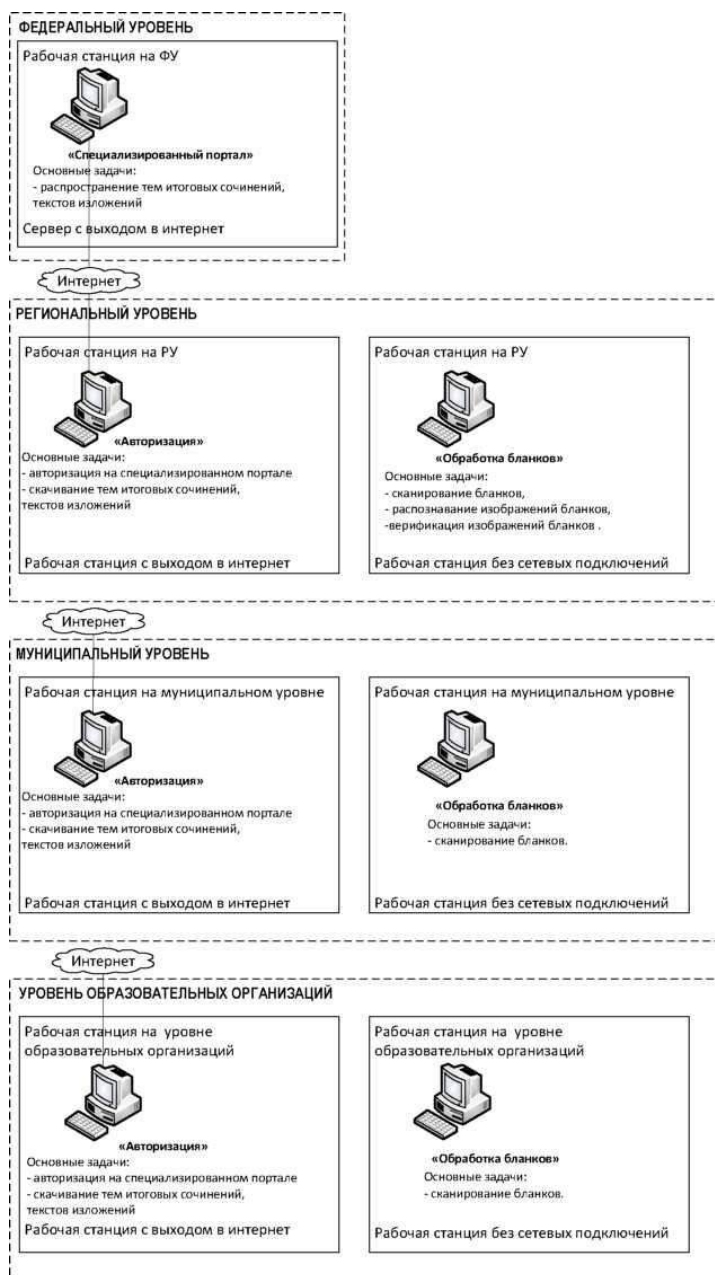 ФЕДЕРАЛЬНЫЙ УРОВЕНЬ
Рабочая станция на ФУ
«Специализированный портал»
Основные задачи:
- распространение тем итоговых сочинений,
текстов изложений
Сервер с выходом в интернет
Интернет
РЕГИОНАЛЬНЫЙ УРОВЕНЬ
Рабочая станция на РУ
«Авторизация»
Основные задачи:
- авторизация на специализированном портале
- скачивание тем итоговых сочинений,
текстов изложений
Рабочая станция с выходом в интернет
Рабочая станция на РУ
«Обработка бланков»
Основные задачи:
- сканирование бланков,
- распознавание изображений бланков,
-верификация изображений бланков .
Рабочая станция без сетевых подключений
Интернет
МУНИЦИПАЛЬНЫЙ УРОВЕНЬ
Рабочая станция на муниципальном уровне
«Авторизация»
Основные задачи:
- авторизация на специализированном портале
- скачивание тем итоговых сочинений,
текстов изложений
Рабочая станция с выходом в интернет
Рабочая станция на муниципальном уровне
«Обработка бланков»
Основные задачи:
- сканирование бланков.
Рабочая станция без сетевых подключений
Интернет
УРОВЕНЬ ОБРАЗОВАТЕЛЬНЫХ ОРГАНИЗАЦИЙ
Рабочая станция на уровне
образовательных организаций
«Авторизация»
Основные задачи:
- авторизация на специализированном портале
- скачивание тем итоговых сочинений,
текстов изложений
Рабочая станция с выходом в интернет
Рабочая станция на уровне
образовательных организаций
«Обработка бланков»
Основные задачи:
- сканирование бланков.
Рабочая станция без сетевых подключений